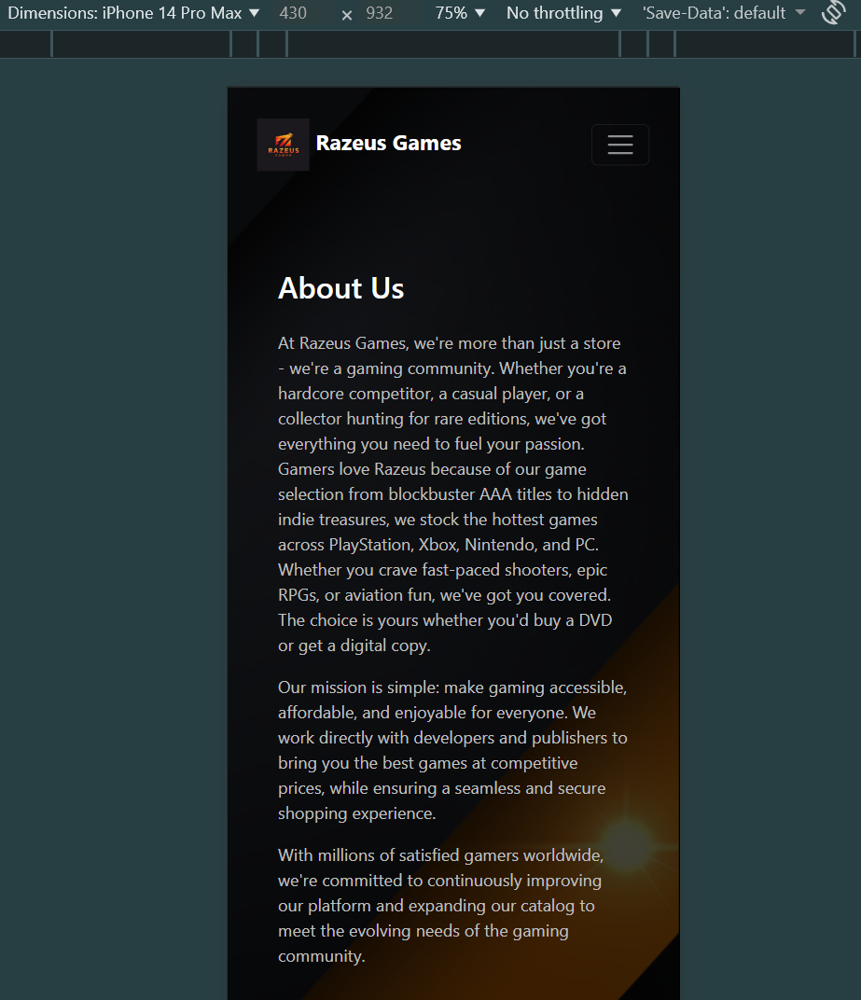 Dimensions: iPhone 14 Pro Max 430 × 932 75% No throttling 'Save-Data': default
RAZEUS
Razeus Games
About Us
At Razeus Games, we're more than just a store
- we're a gaming community. Whether you're a
hardcore competitor, a casual player, or a
collector hunting for rare editions, we've got
everything you need to fuel your passion.
Gamers love Razeus because of our game
selection from blockbuster AAA titles to hidden
indie treasures, we stock the hottest games
across PlayStation, Xbox, Nintendo, and PC.
Whether you crave fast-paced shooters, epic
RPGs, or aviation fun, we've got you covered.
The choice is yours whether you'd buy a DVD
or get a digital copy.
Our mission is simple: make gaming accessible,
affordable, and enjoyable for everyone. We
work directly with developers and publishers to
bring you the best games at competitive
prices, while ensuring a seamless and secure
shopping experience.
With millions of satisfied gamers worldwide,
we're committed to continuously improving
our platform and expanding our catalog to
meet the evolving needs of the gaming
community.